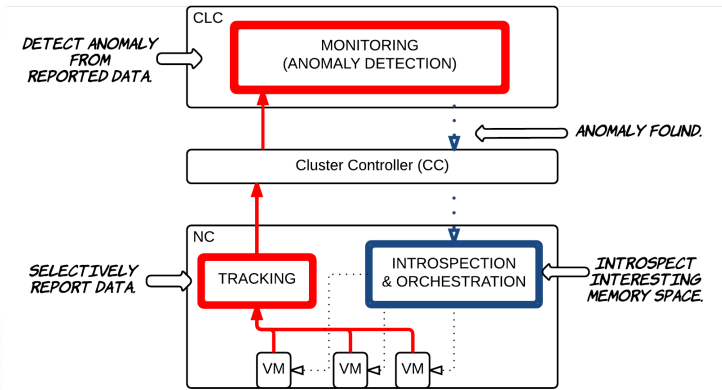 CLC
MONITORING
(ANOMALY DETECTION)
DETECT ANOMALY
FROM
REPORTED DATA.
ANOMALY FOUND.
Cluster Controller (CC)
NC
TRACKING
INTROSPECTION
& ORCHESTRATION
SELECTIVELY
REPORT DATA.
INTROSPECT
INTERESTING
MEMORY SPACE.
VM
VM
VM